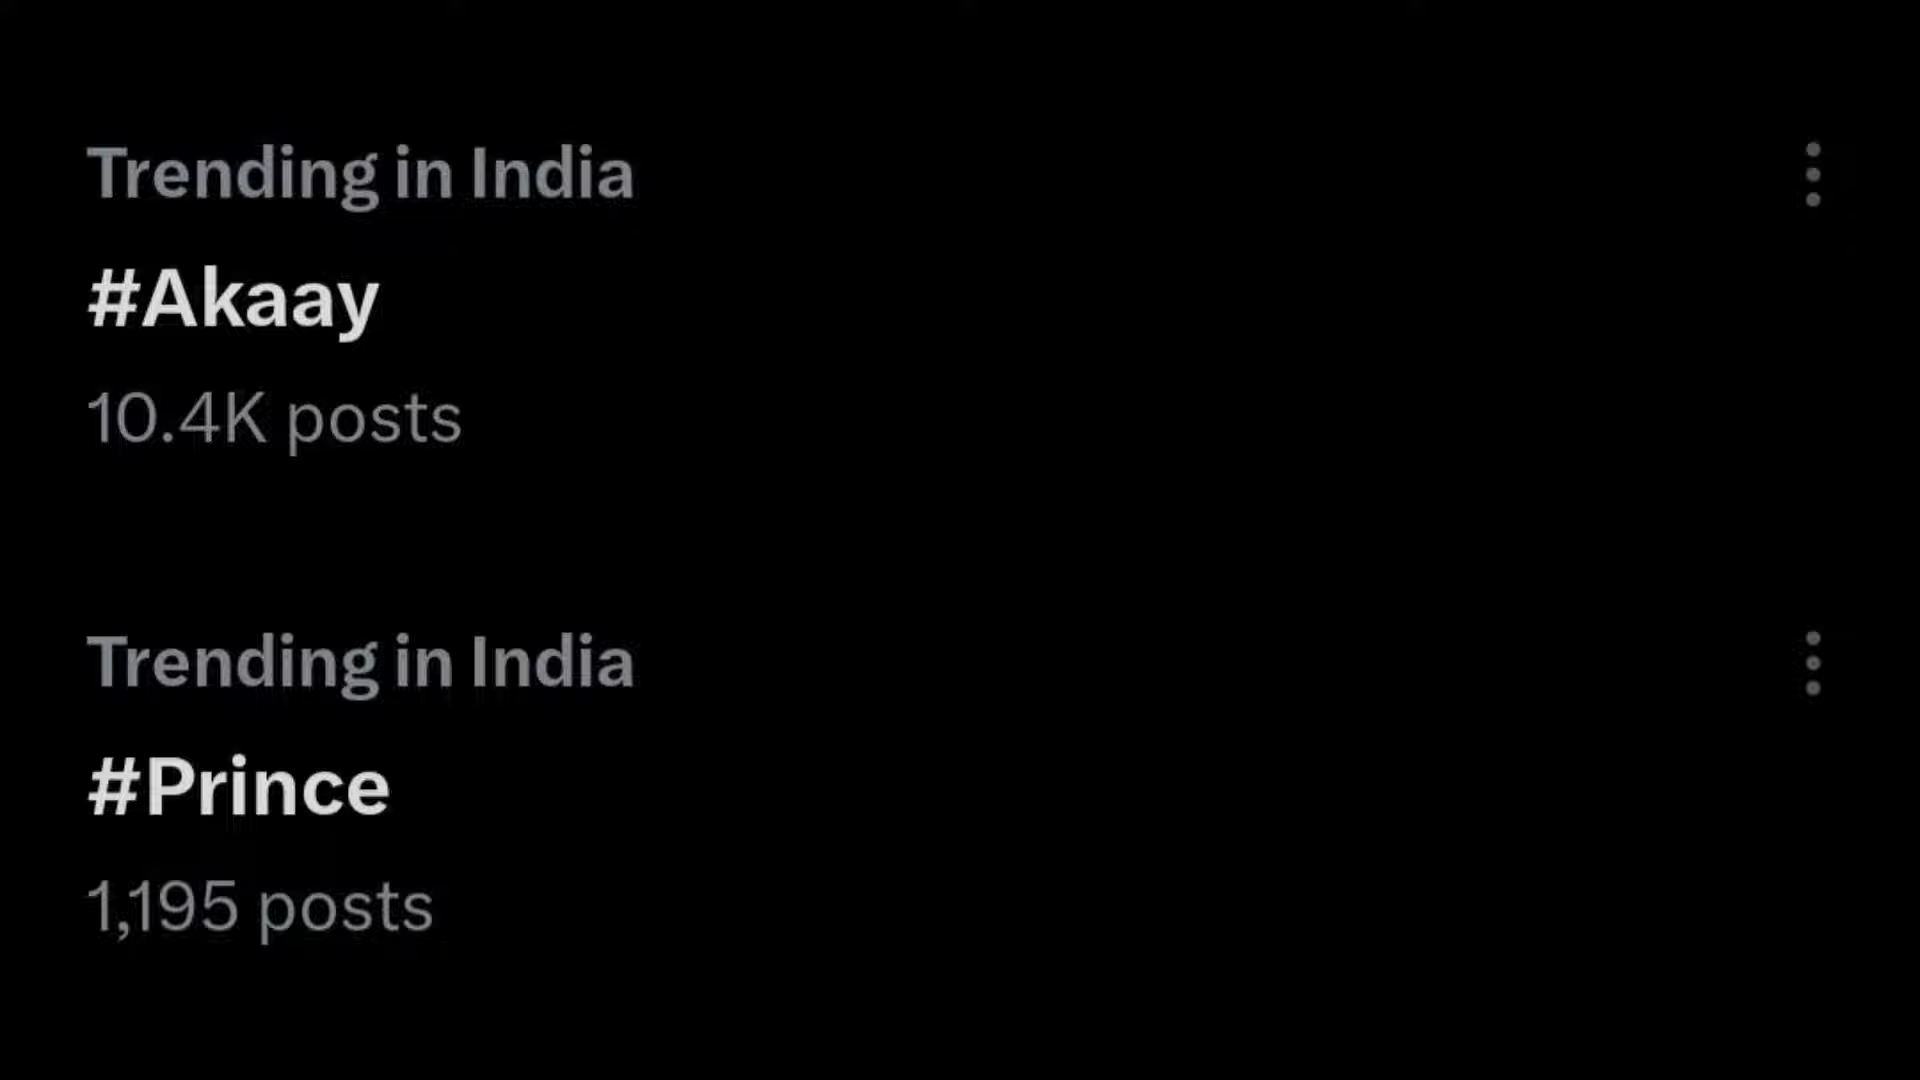 Trending in India
#Akaay
10.4K posts
Trending in India
#Prince
1,195 posts